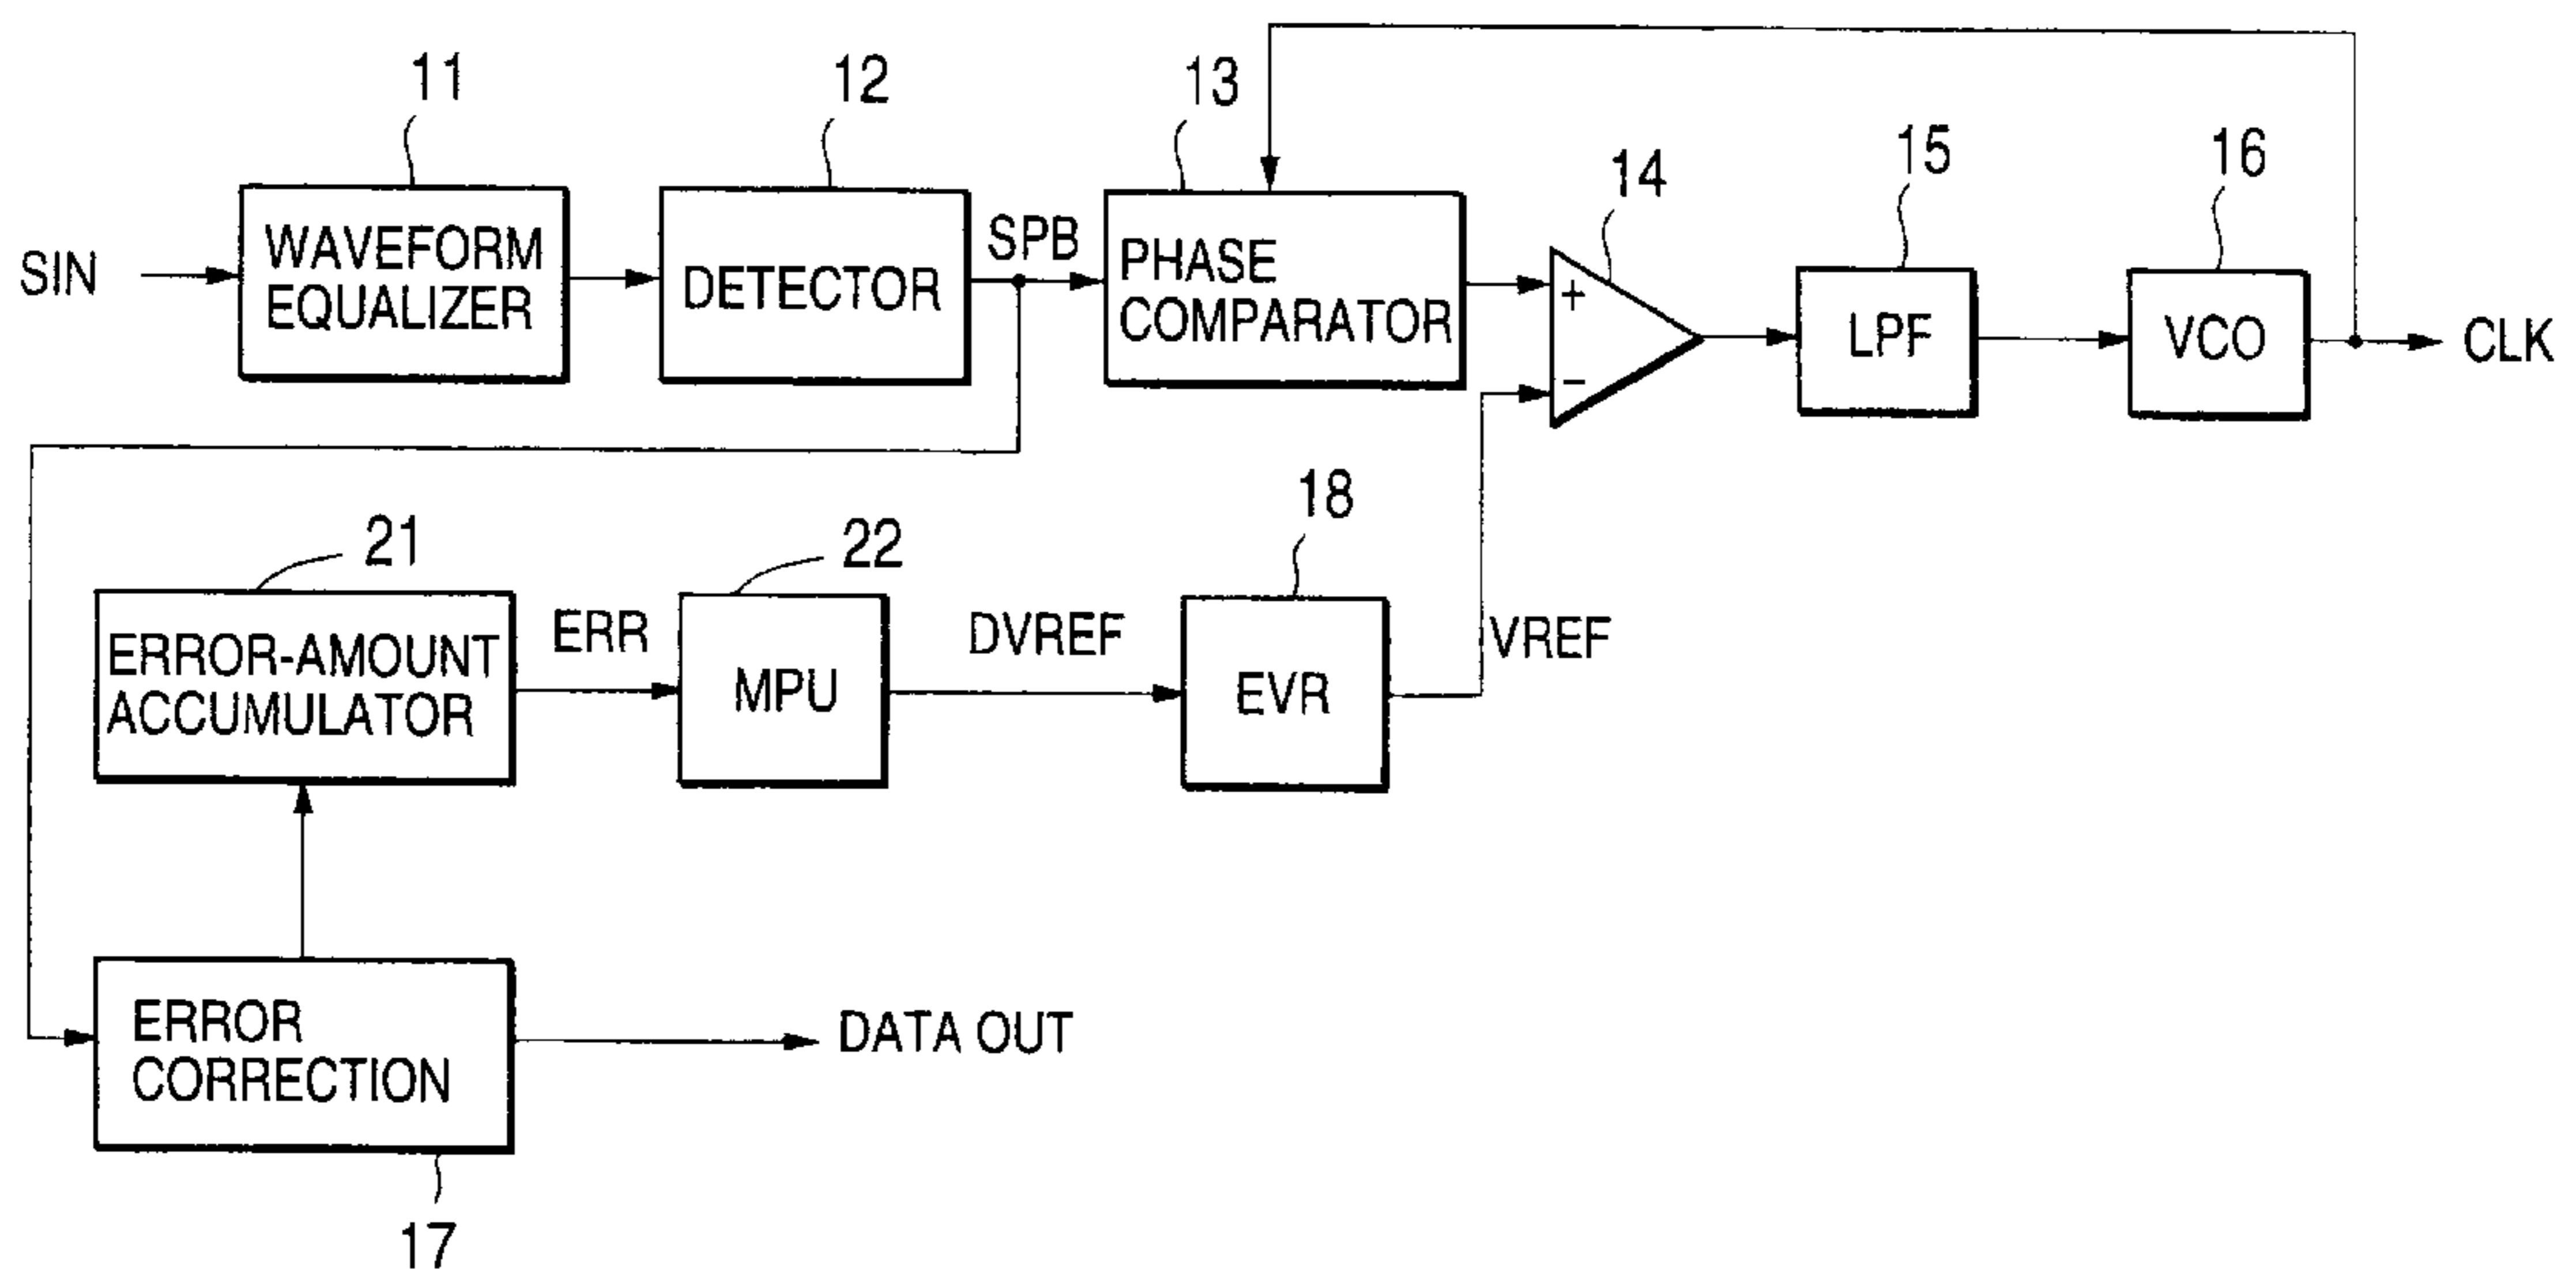 11
12
13
14
15
16
SIN
WAVEFORM
EQUALIZER
DETECTOR
SPB
PHASE
COMPARATOR
+
−
LPF
VCO
CLK
21
22
18
ERROR-AMOUNT
ACCUMULATOR
ERR
MPU
DVREF
EVR
VREF
ERROR
CORRECTION
DATA OUT
17